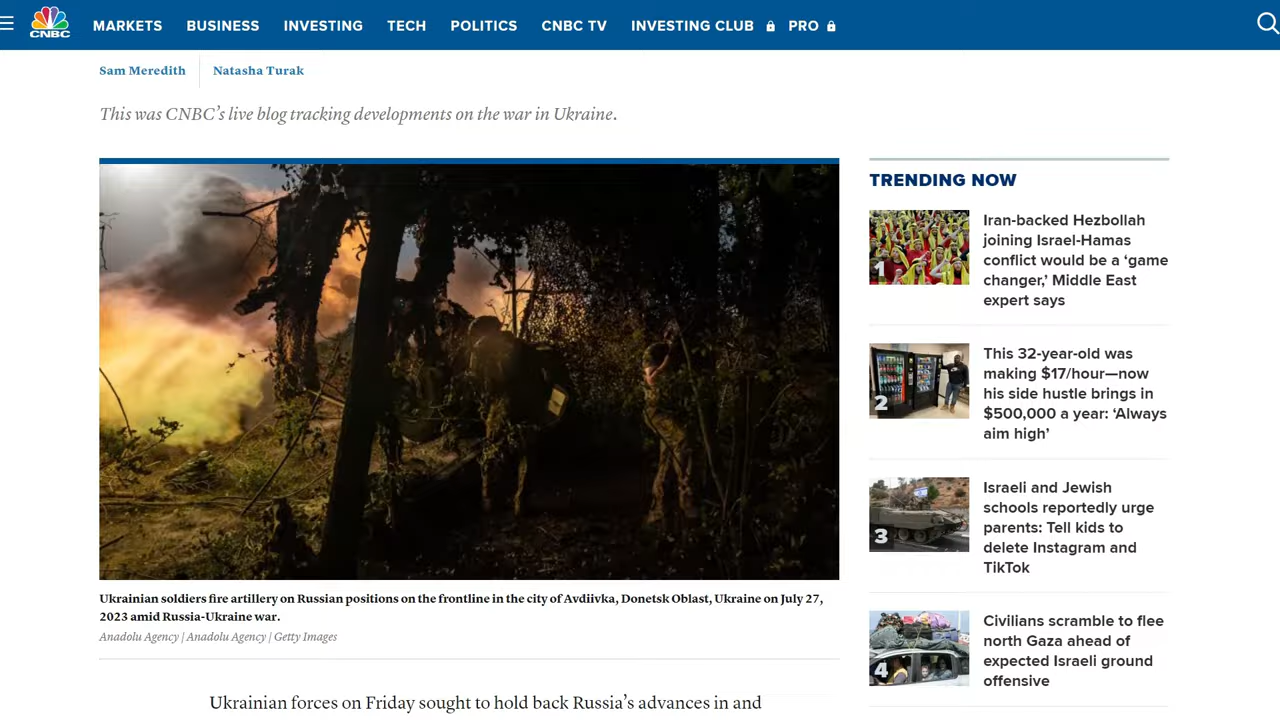 CNBC
MARKETS BUSINESS INVESTING TECH POLITICS CNBC TV INVESTING CLUB PRO
Sam Meredith Natasha Turak
This was CNBC’s live blog tracking developments on the war in Ukraine.
Ukrainian soldiers fire artillery on Russian positions on the frontline in the city of Avdiivka, Donetsk Oblast, Ukraine on July 27,
2023 amid Russia-Ukraine war.
Anadolu Agency | Anadolu Agency | Getty Images
Ukrainian forces on Friday sought to hold back Russia’s advances in and
TRENDING NOW
1
Iran-backed Hezbollah
joining Israel-Hamas
conflict would be a ‘game
changer,’ Middle East
expert says
2
This 32-year-old was
making $17/hour—now
his side hustle brings in
$500,000 a year: ‘Always
aim high’
3
Israeli and Jewish
schools reportedly urge
parents: Tell kids to
delete Instagram and
TikTok
4
Civilians scramble to flee
north Gaza ahead of
expected Israeli ground
offensive